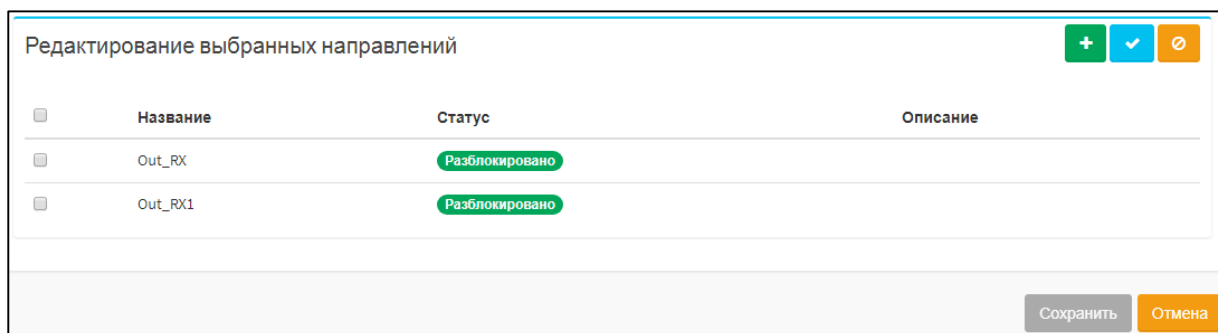 Редактирование выбранных направлений
Название Статус Описание
Out_RX Разблокировано
Out_RX1 Разблокировано
Сохранить Отмена